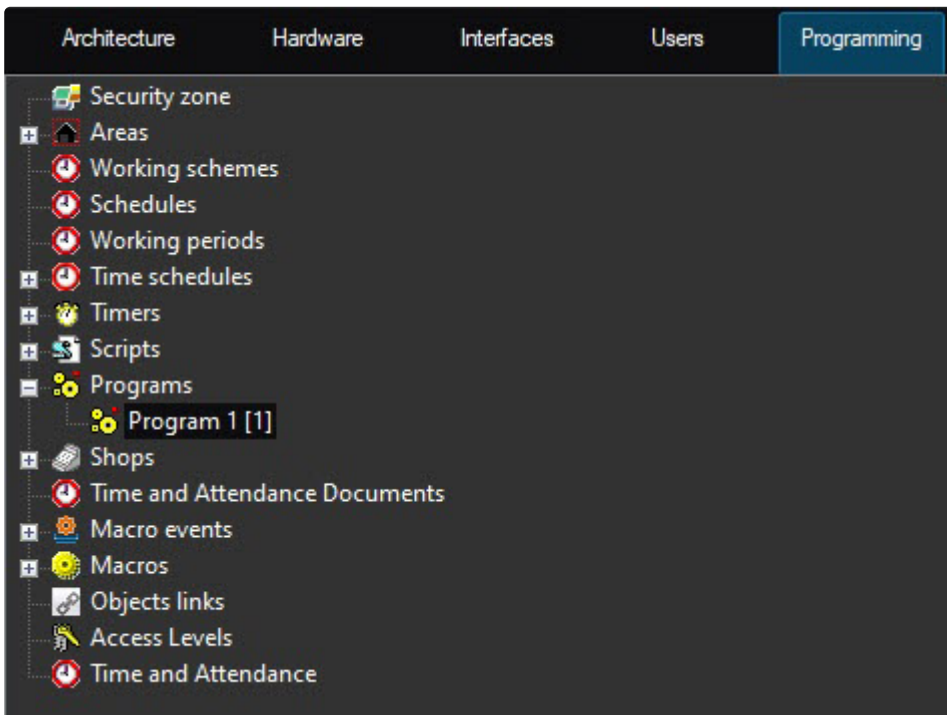 Architecture Hardware Interfaces Users Programming
Security zone
Areas
Working schemes
Schedules
Working periods
Time schedules
Timers
Scripts
Programs
Program 1 [1]
Shops
Time and Attendance Documents
Macro events
Macros
Objects links
Access Levels
Time and Attendance